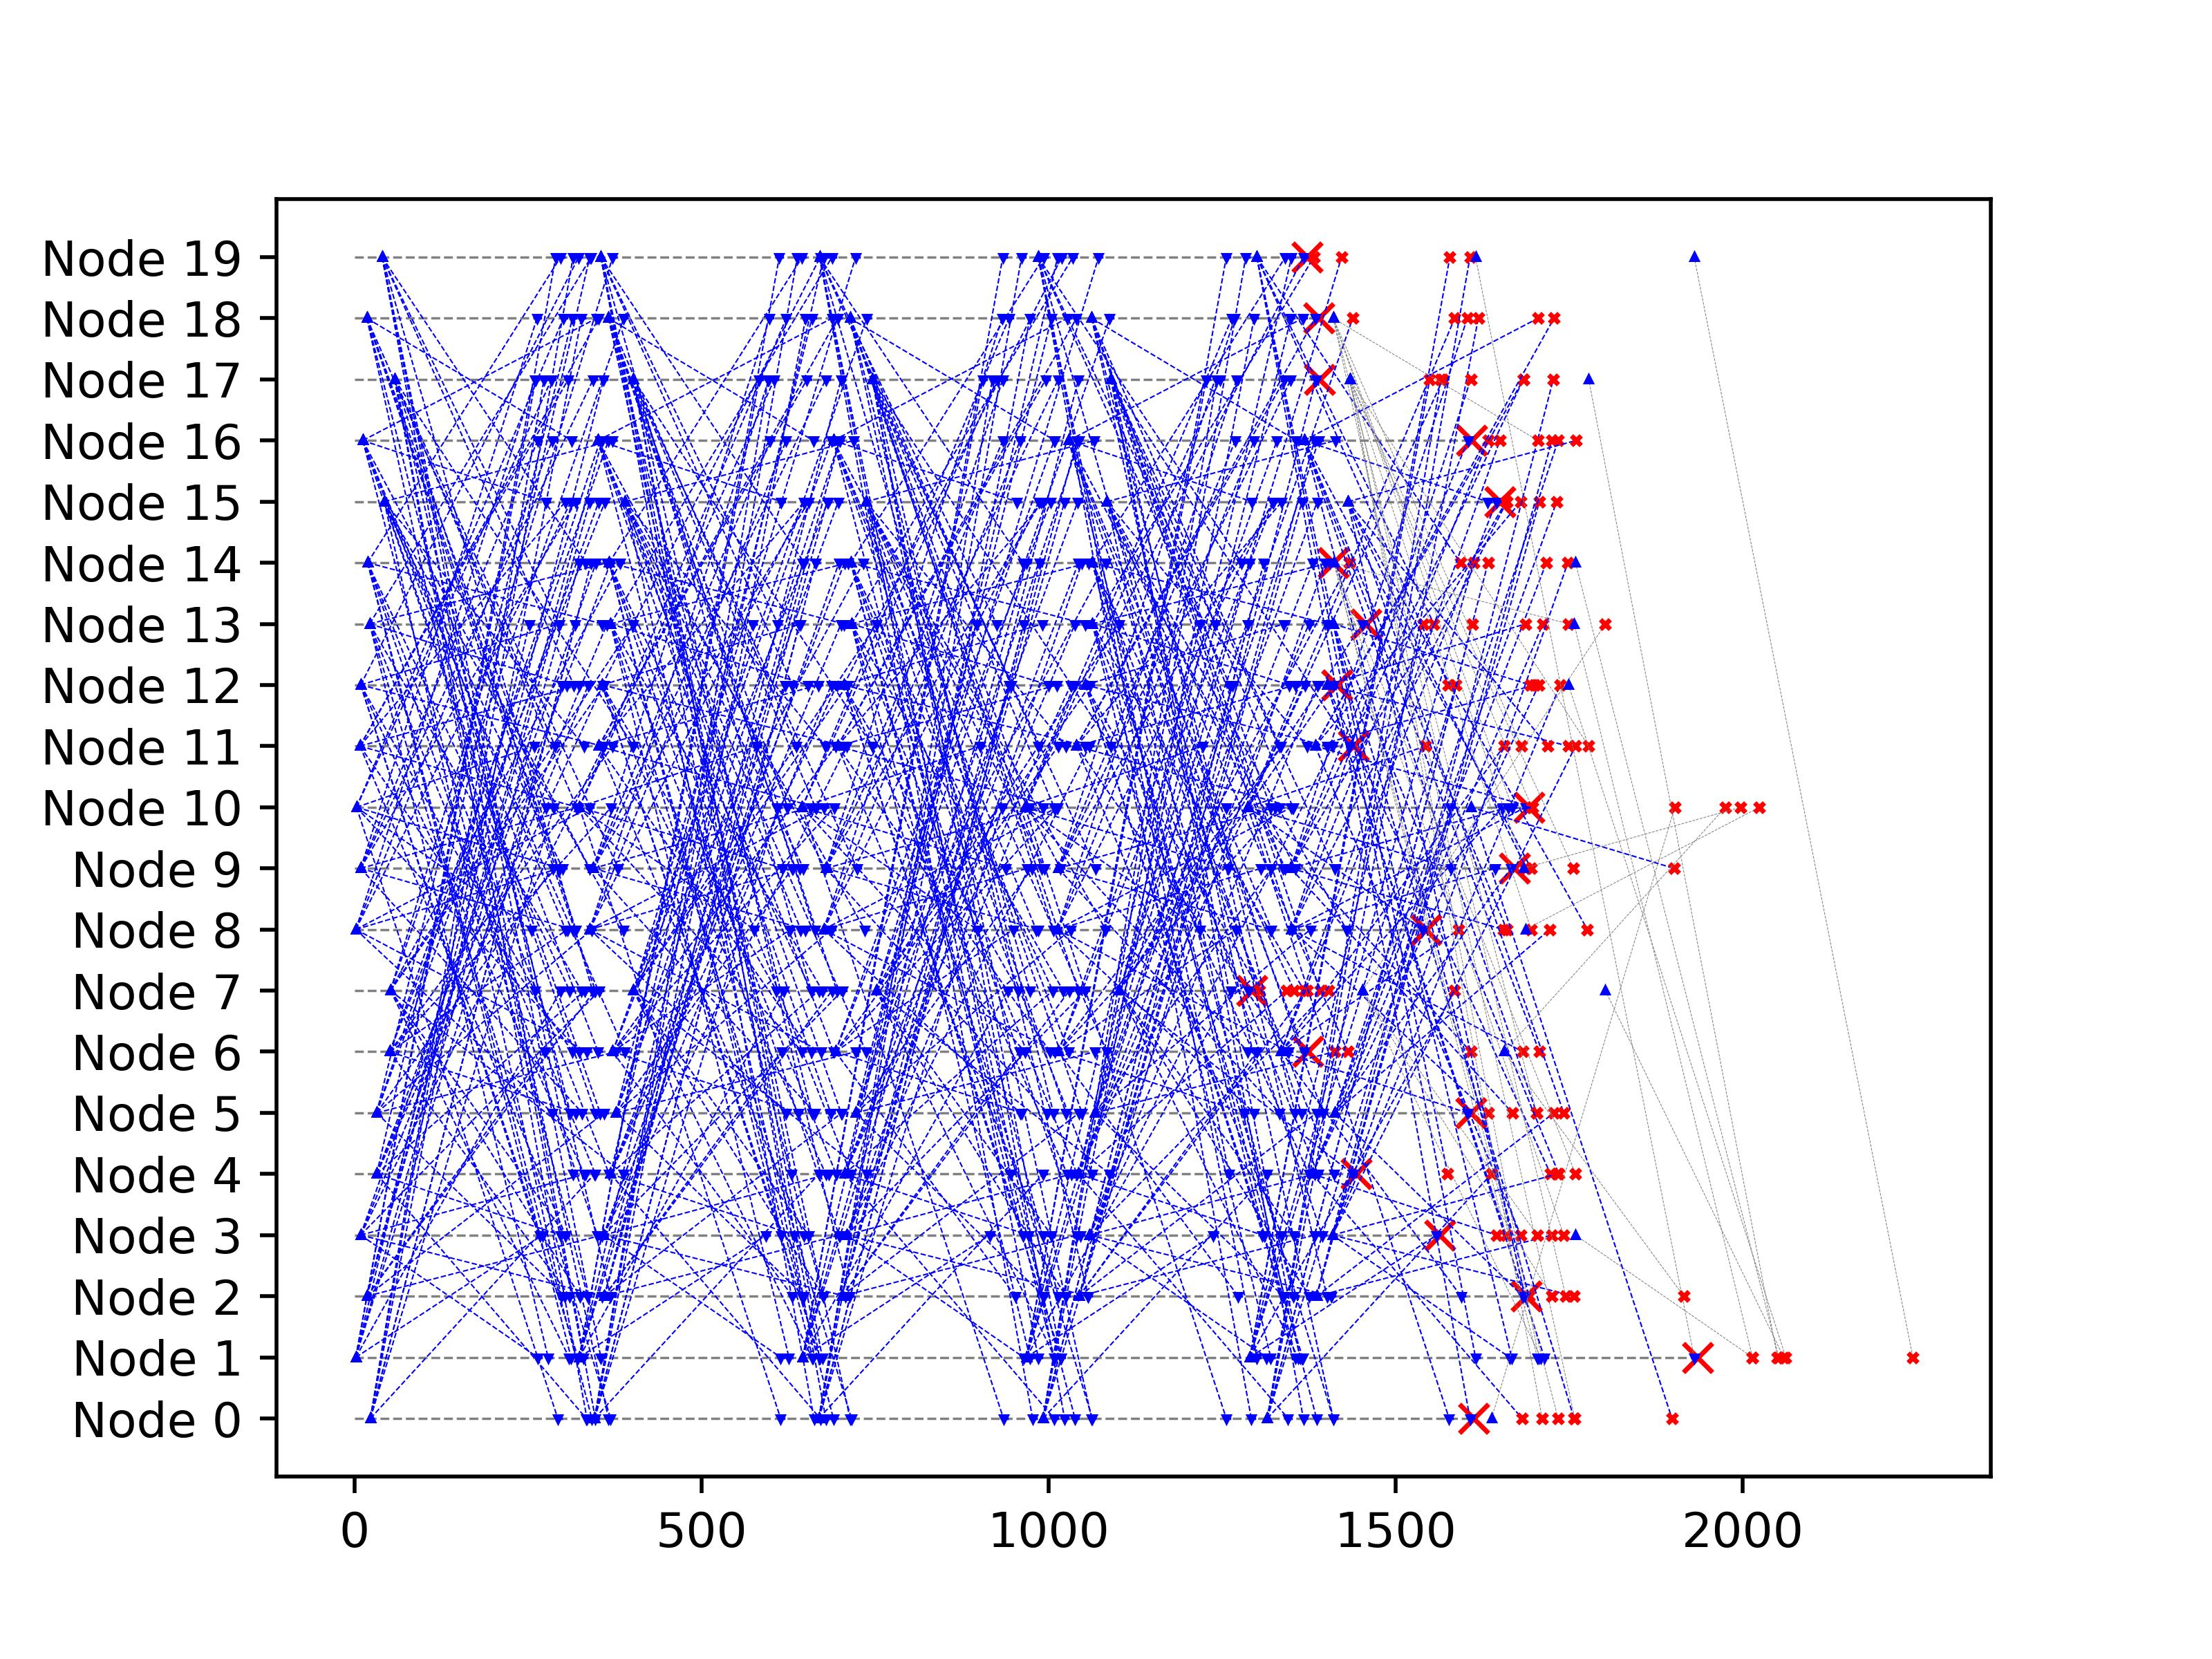 Node 19
Node 18
Node 17
Node 16
Node 15
Node 14
Node 13
Node 12
Node 11
Node 10
Node 9
Node 8
Node 7
Node 6
Node 5
Node 4
Node 3
Node 2
Node 1
Node 0
0 500 1000 1500 2000